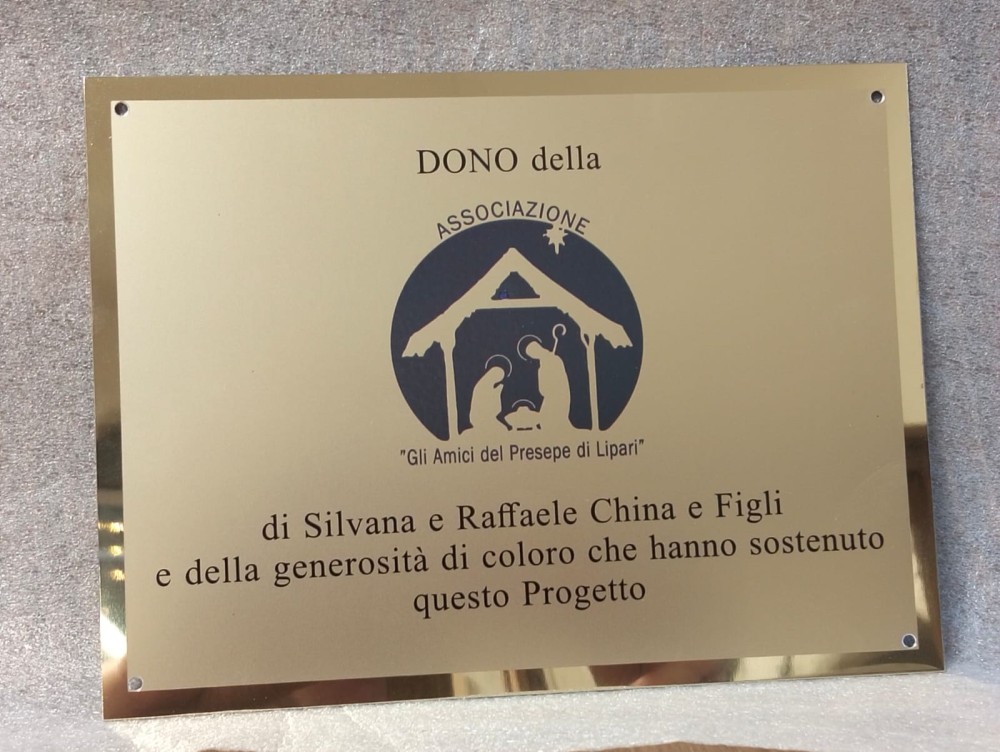 DONO della
ASSOCIAZIONE
"Gli Amici del Presepe di Lipari"
di Silvana e Raffaele China e Figli
e della generosità di coloro che hanno sostenuto
questo Progetto